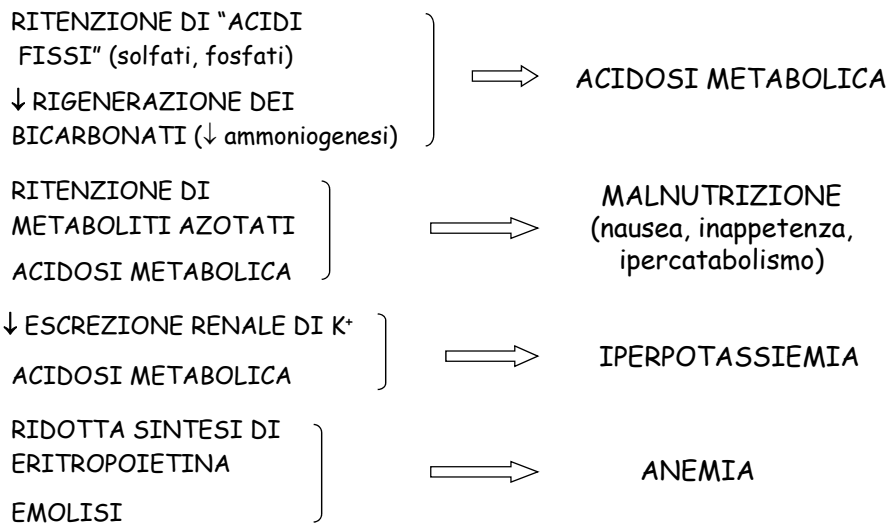 RITENZIONE DI “ACIDI
FISSI” (solfati, fosfati)
↓ RIGENERAZIONE DEI
BICARBONATI (↓ ammoniogenesi)
ACIDOSI METABOLICA
RITENZIONE DI
METABOLITI AZOTATI
ACIDOSI METABOLICA
MALNUTRIZIONE
(nausea, inappetenza,
ipercatabolismo)
↓ ESCREZIONE RENALE DI K⁺
ACIDOSI METABOLICA
IPERPOTASSIEMIA
RIDOTTA SINTESI DI
ERITROPOIETINA
EMOLISI
ANEMIA